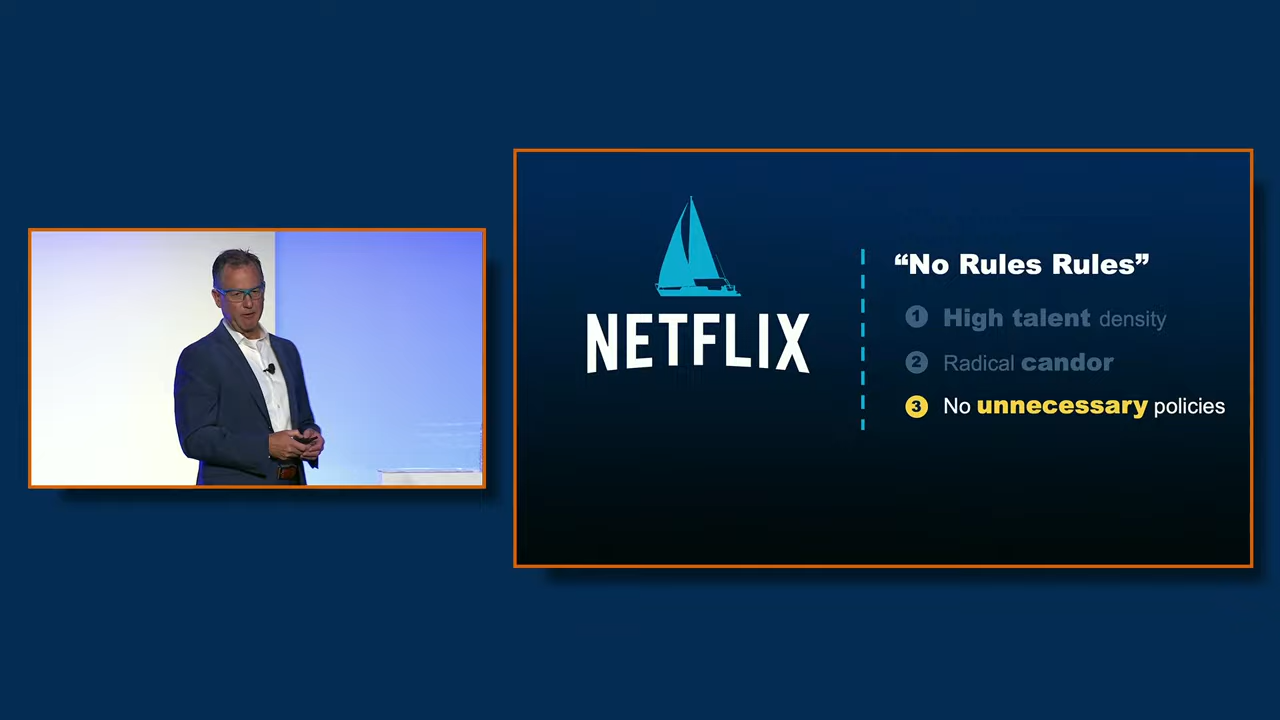 NETFLIX
“No Rules Rules”
1 High talent density
2 Radical candor
3 No unnecessary policies